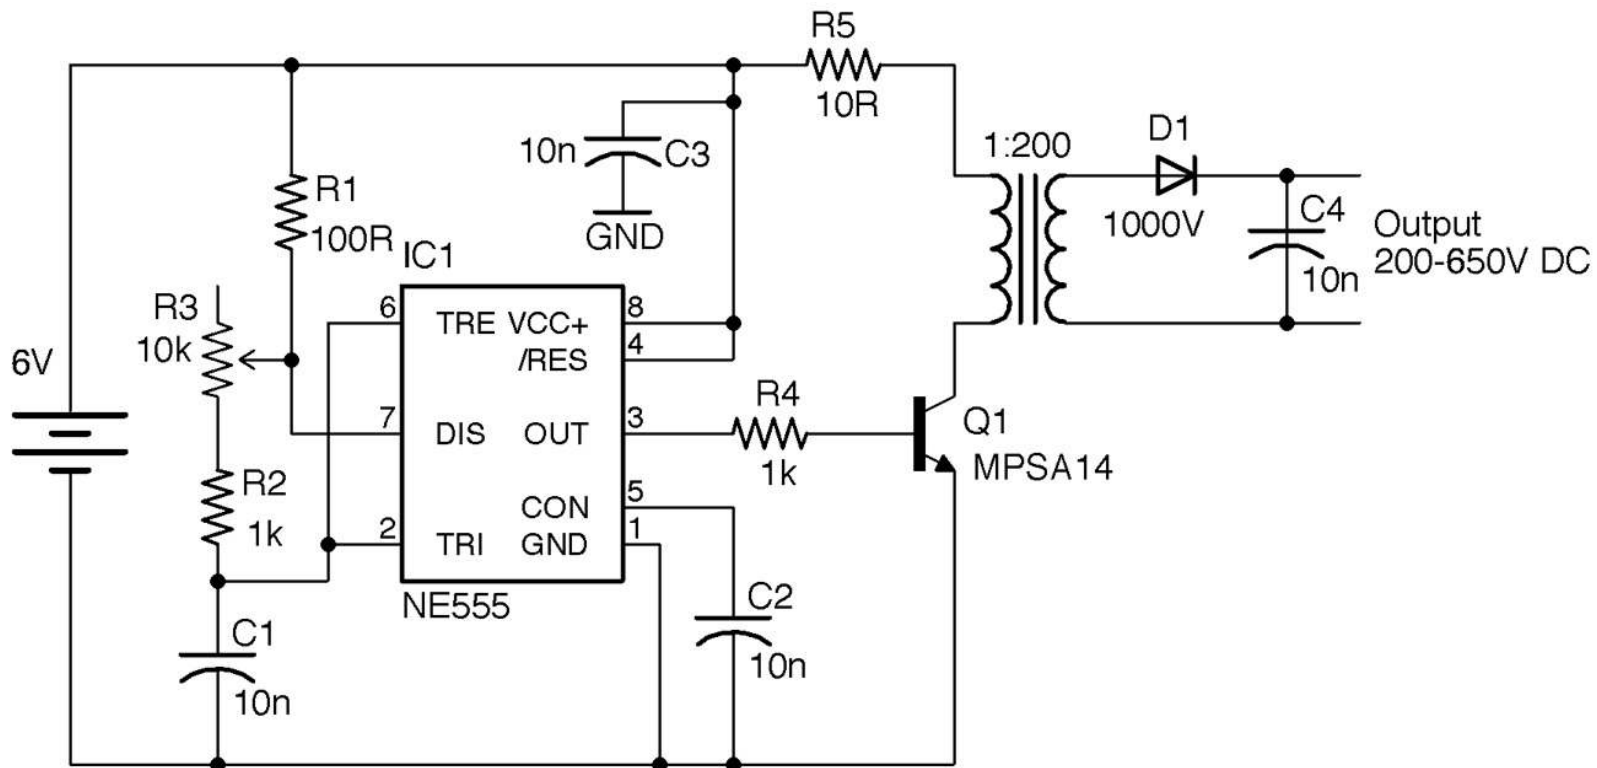 R5
10R
10n
C3
GND
1:200
D1
1000V
C4
10n
Output
200-650V DC
R1
100R
IC1
R3
10k
6V
6
TRE
VCC+
8
/RES
4
7
DIS
OUT
3
R4
1k
Q1
MPSA14
R2
1k
CON
5
2
TRI
GND
1
NE555
C2
10n
C1
10n